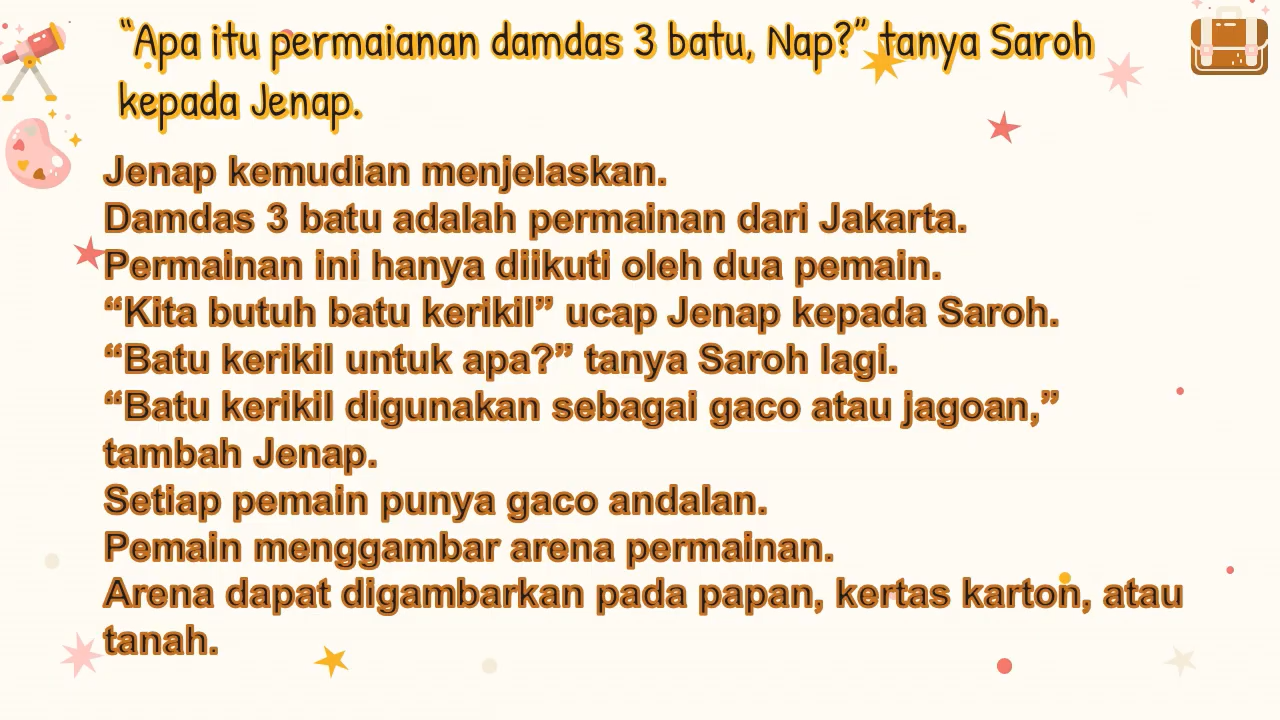 “Apa itu permaianan damdas 3 batu, Nap?” tanya Saroh
kepada Jenap.
Jenap kemudian menjelaskan.
Damdas 3 batu adalah permainan dari Jakarta.
Permainan ini hanya diikuti oleh dua pemain.
“Kita butuh batu kerikil” ucap Jenap kepada Saroh.
“Batu kerikil untuk apa?” tanya Saroh lagi.
“Batu kerikil digunakan sebagai gaco atau jagoan,”
tambah Jenap.
Setiap pemain punya gaco andalan.
Pemain menggambar arena permainan.
Arena dapat digambarkan pada papan, kertas karton, atau
tanah.